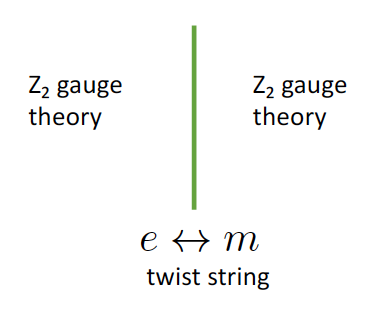 Z₂ gauge
theory
Z₂ gauge
theory
e ↔ m
twist string